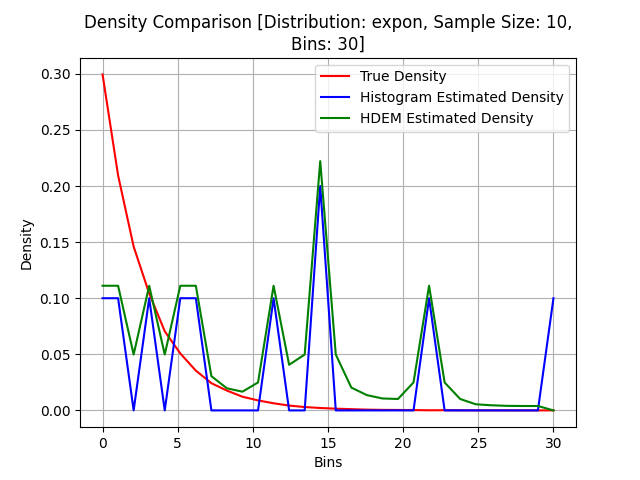 Density Comparison [Distribution: expon, Sample Size: 10,
Bins: 30]
True Density
Histogram Estimated Density
HDEM Estimated Density
Density
0.30
0.25
0.20
0.15
0.10
0.05
0.00
0 5 10 15 20 25 30
Bins